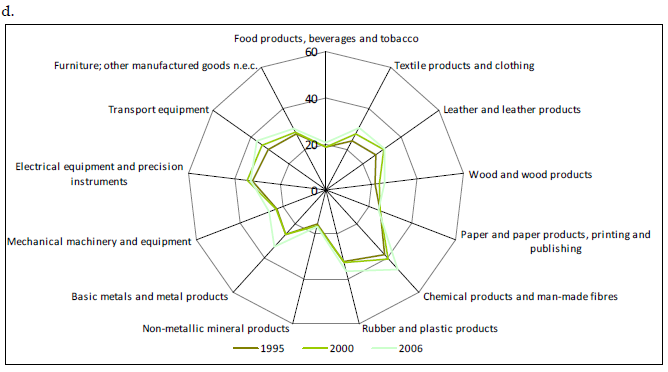 d.
Food products, beverages and tobacco
60
Furniture; other manufactured goods n.e.c.
Textile products and clothing
40
Transport equipment
Leather and leather products
20
Electrical equipment and precision
instruments
Wood and wood products
0
Mechanical machinery and equipment
Paper and paper products, printing and
publishing
Basic metals and metal products
Chemical products and man-made fibres
Non-metallic mineral products
Rubber and plastic products
1995 2000 2006